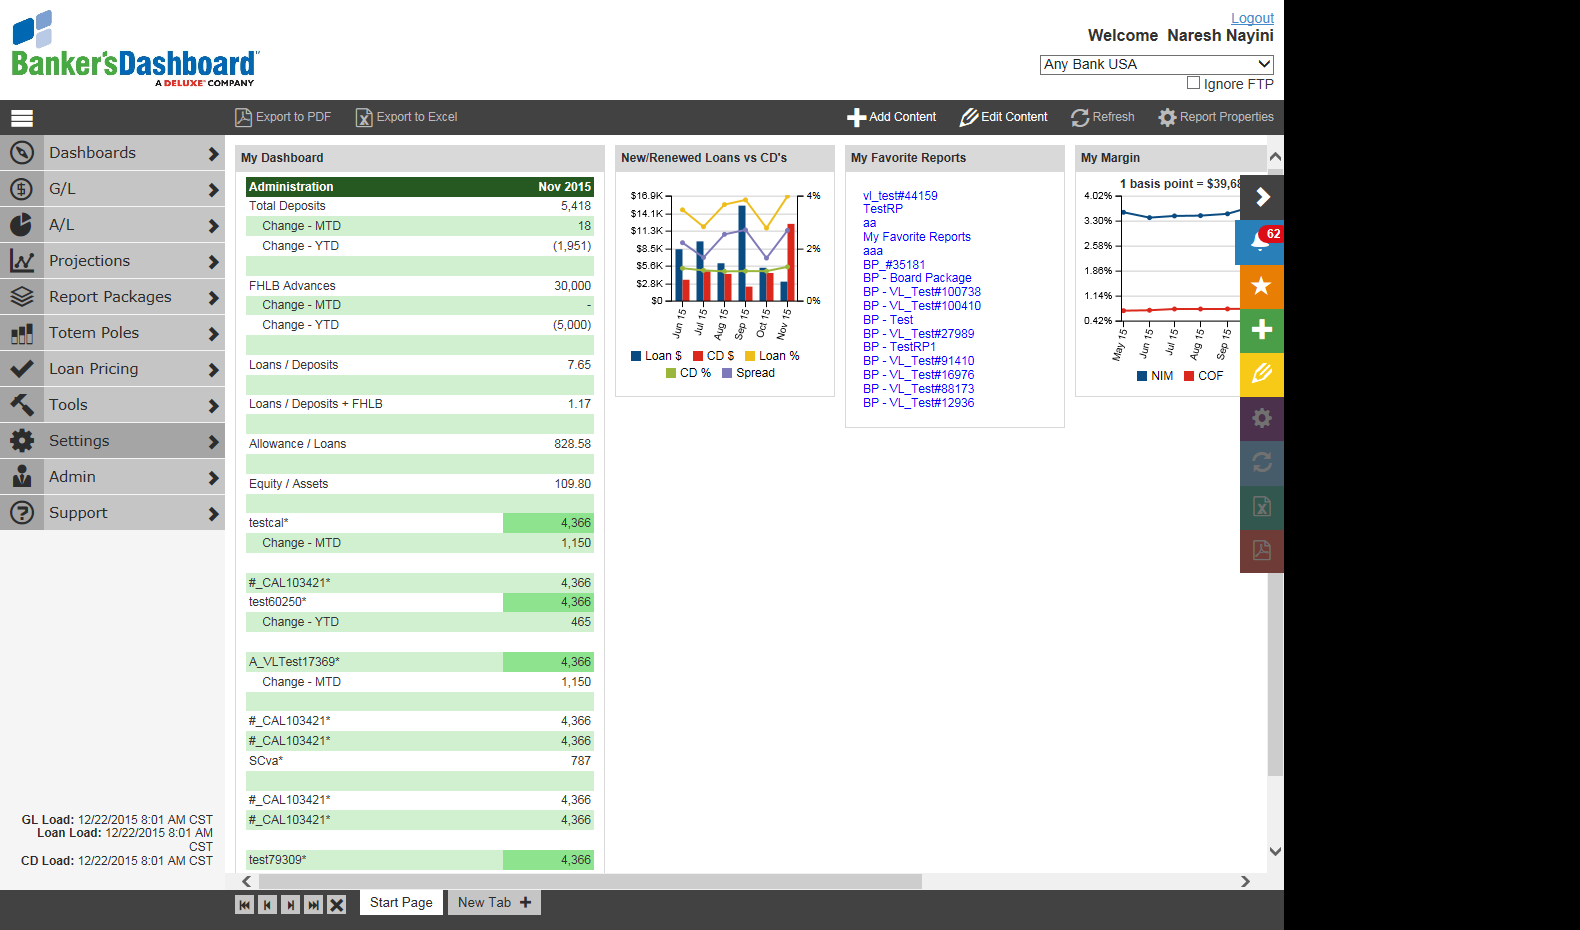 Logout
Welcome Naresh Nayini
Banker'sDashboard
A DELUXE COMPANY
Any Bank USA
Ignore FTP
Export to PDF
Export to Excel
Add Content
Edit Content
Refresh
Report Properties
Dashboards
G/L
A/L
Projections
Report Packages
Totem Poles
Loan Pricing
Tools
Settings
Admin
Support
GL Load: 12/22/2015 8:01 AM CST
Loan Load: 12/22/2015 8:01 AM
CST
CD Load: 12/22/2015 8:01 AM CST
My Dashboard
Administration Nov 2015
Total Deposits 5,418
Change - MTD 18
Change - YTD (1,951)
FHLB Advances 30,000
Change - MTD -
Change - YTD (5,000)
Loans / Deposits 7.65
Loans / Deposits + FHLB 1.17
Allowance / Loans 828.58
Equity / Assets 109.80
testcal* 4,366
Change - MTD 1,150
#_CAL103421* 4,366
test60250* 4,366
Change - YTD 465
A_VLTest17369* 4,366
Change - MTD 1,150
#_CAL103421* 4,366
#_CAL103421* 4,366
SCva* 787
#_CAL103421* 4,366
#_CAL103421* 4,366
test79309* 4,366
New/Renewed Loans vs CD's
$16.9K 4%
$14.1K
$11.3K
$8.5K 2%
$5.6K
$2.8K
$0 0%
Jun 15 Jul 15 Aug 15 Sep 15 Oct 15 Nov 15
Loan $ CD $ Loan %
CD % Spread
My Favorite Reports
vl_test#44159
TestRP
aa
My Favorite Reports
aaa
BP_#35181
BP - Board Package
BP - VL_Test#100738
BP - VL_Test#100410
BP - Test
BP - VL_Test#27989
BP - TestRP1
BP - VL_Test#91410
BP - VL_Test#16976
BP - VL_Test#88173
BP - VL_Test#12936
My Margin
1 basis point = $39,68
4.02%
3.30%
2.58%
1.86%
1.14%
0.42%
May 15 Jun 15 Jul 15 Aug 15 Sep 15
NIM COF
62
Start Page
New Tab